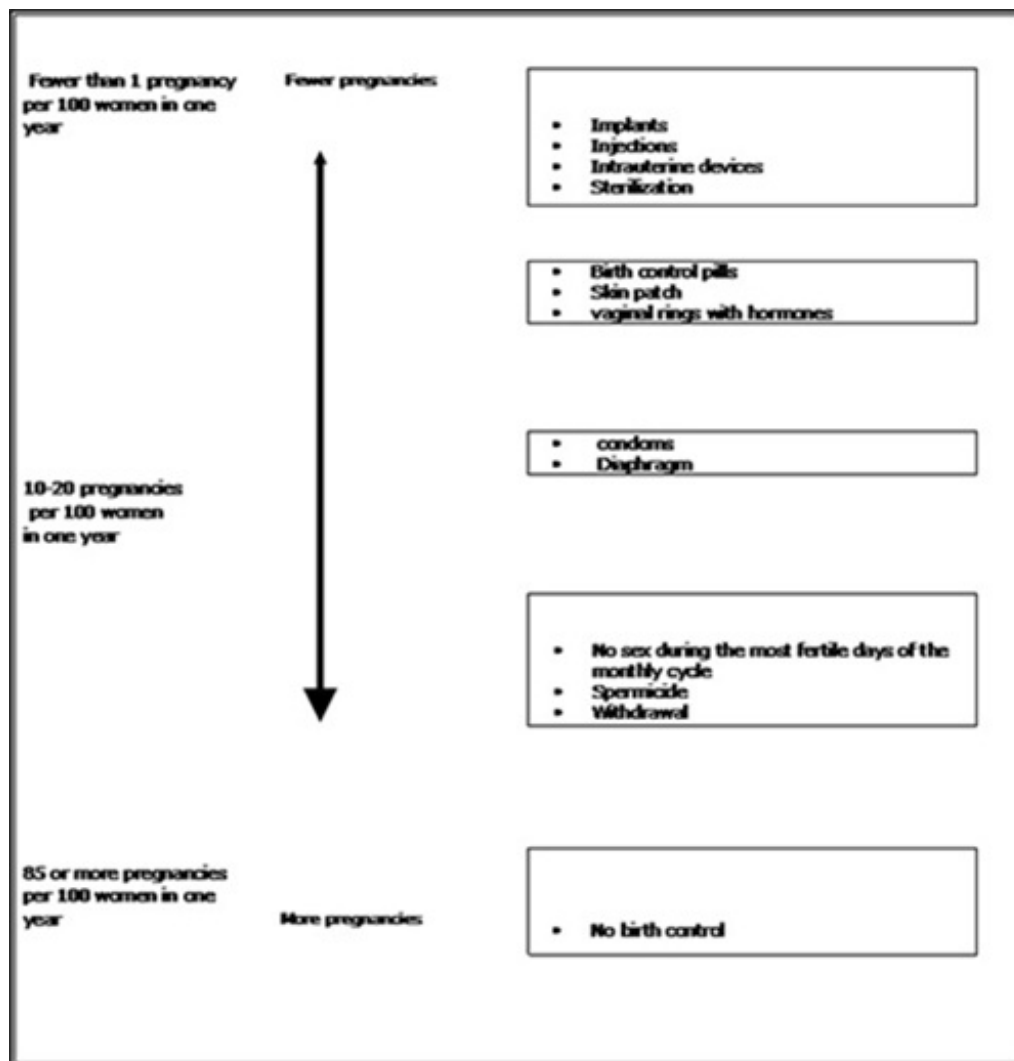 Fewer than 1 pregnancy
per 100 women in one
year
Fewer pregnancies
• Implants
• Injections
• Intrauterine devices
• Sterilization
• Birth control pills
• Skin patch
• vaginal rings with hormones
• condoms
• Diaphragm
10-20 pregnancies
per 100 women
in one year
• No sex during the most fertile days of the
monthly cycle
• Spermicide
• Withdrawal
85 or more pregnancies
per 100 women in one
year
More pregnancies
• No birth control